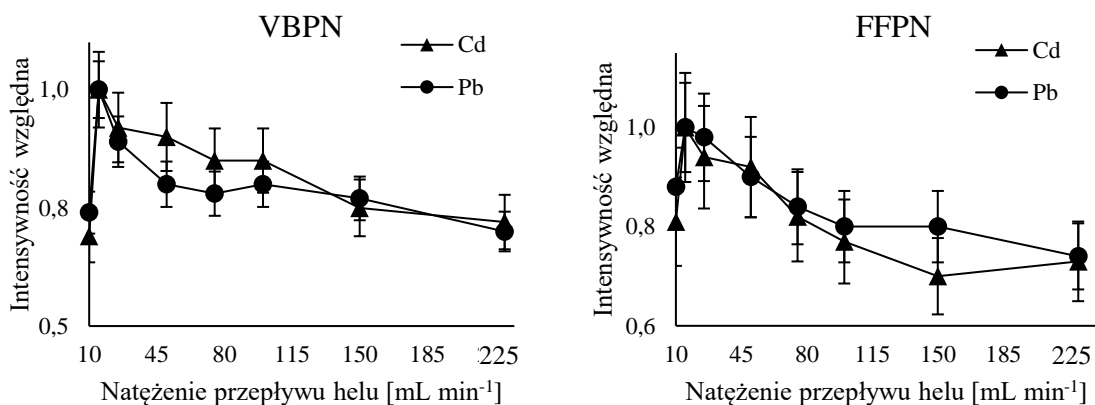 VBPN
Cd
Pb
Intensywność względna
1,0
0,8
0,5
10 45 80 115 150 185 225
Natężenie przepływu helu [mL min-1]
FFPN
Cd
Pb
Intensywność względna
1,0
0,8
0,6
10 45 80 115 150 185 225
Natężenie przepływu helu [mL min-1]